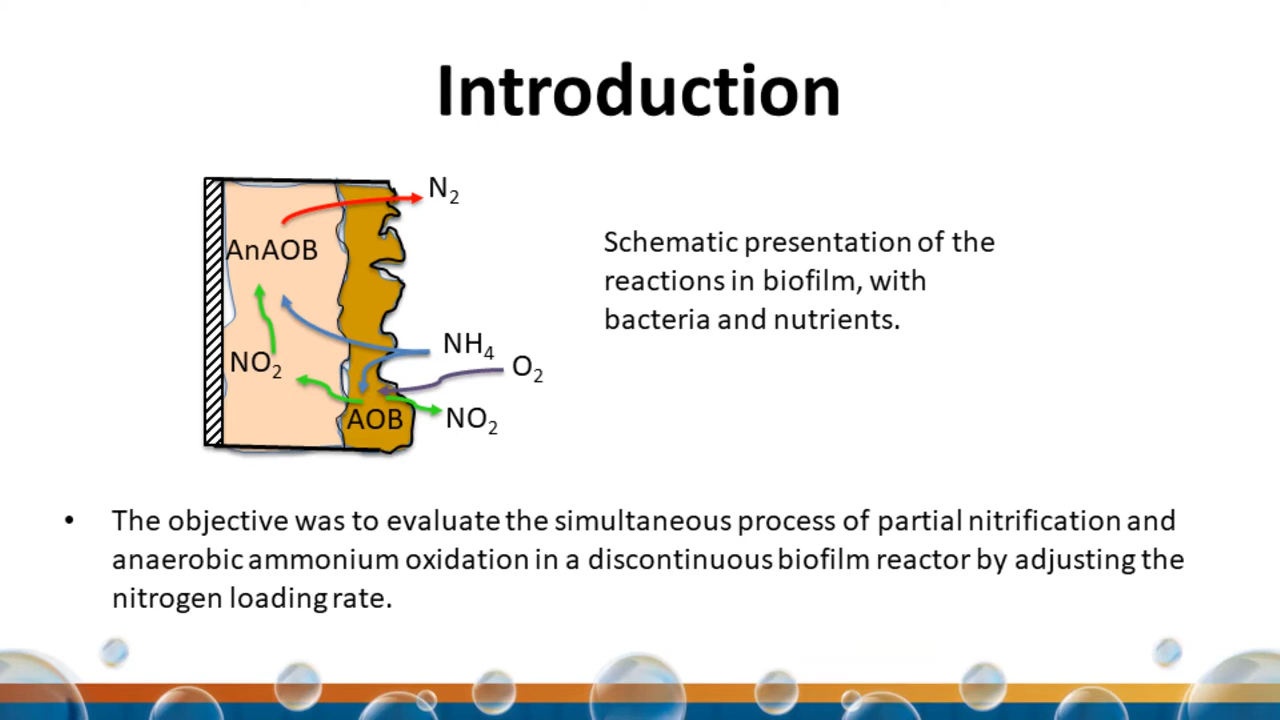 Introduction
N₂
AnAOB
Schematic presentation of the
reactions in biofilm, with
bacteria and nutrients.
NH₄
NO₂
O₂
AOB
NO₂
• The objective was to evaluate the simultaneous process of partial nitrification and
anaerobic ammonium oxidation in a discontinuous biofilm reactor by adjusting the
nitrogen loading rate.